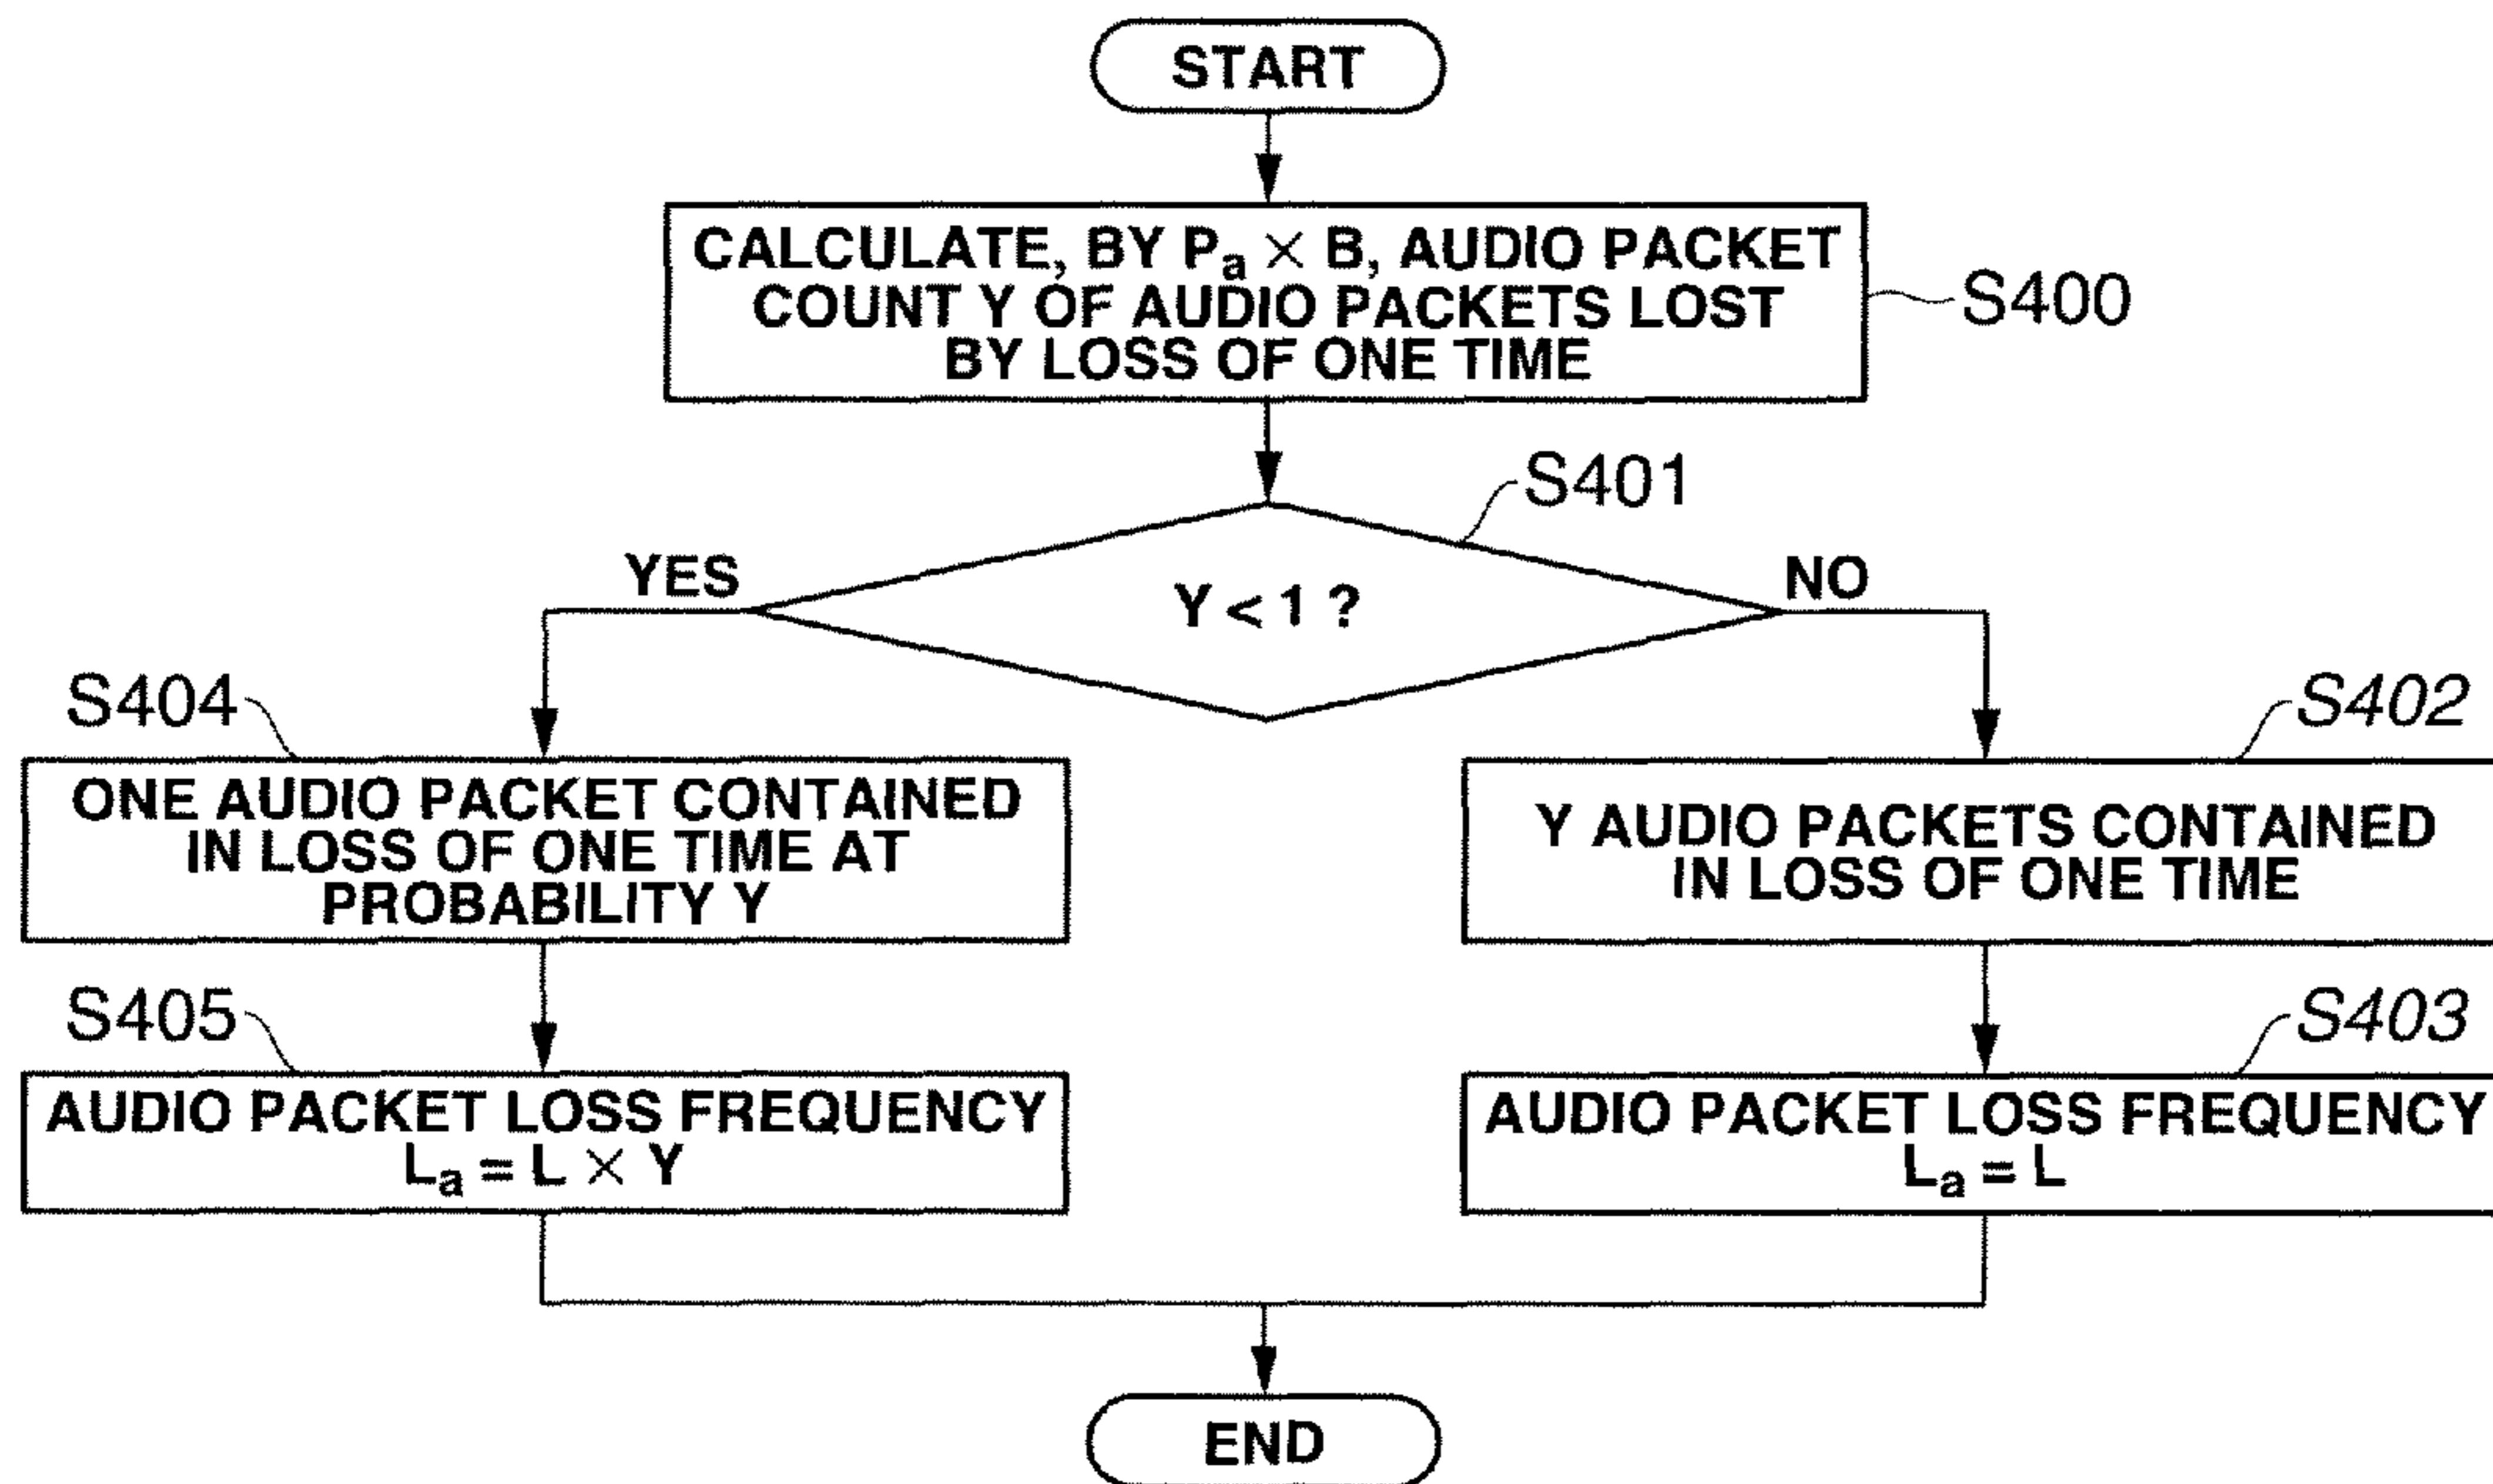 START
CALCULATE, BY Pa × B, AUDIO PACKET
COUNT Y OF AUDIO PACKETS LOST
BY LOSS OF ONE TIME
S400
S401
YES
Y < 1 ?
NO
S404
ONE AUDIO PACKET CONTAINED
IN LOSS OF ONE TIME AT
PROBABILITY Y
S402
Y AUDIO PACKETS CONTAINED
IN LOSS OF ONE TIME
S405
AUDIO PACKET LOSS FREQUENCY
La = L × Y
S403
AUDIO PACKET LOSS FREQUENCY
La = L
END